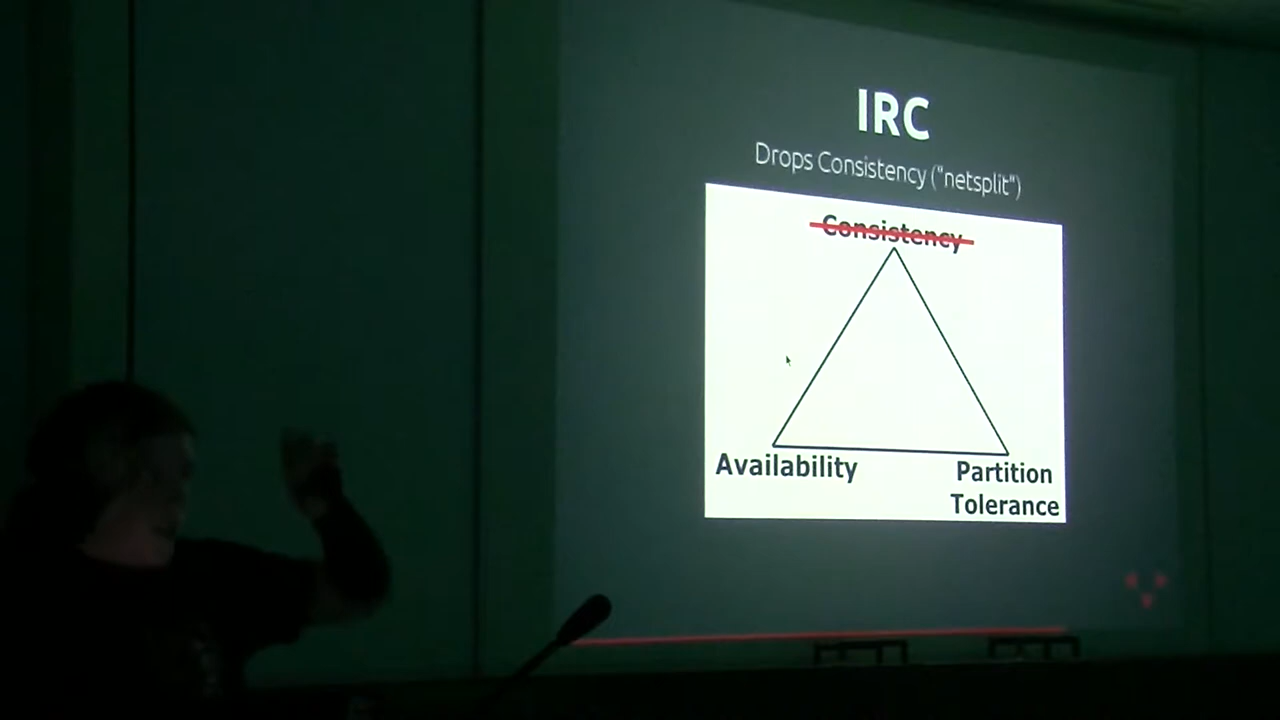 IRC
Drops Consistency ("netsplit")
Consistency
Availability
Partition
Tolerance